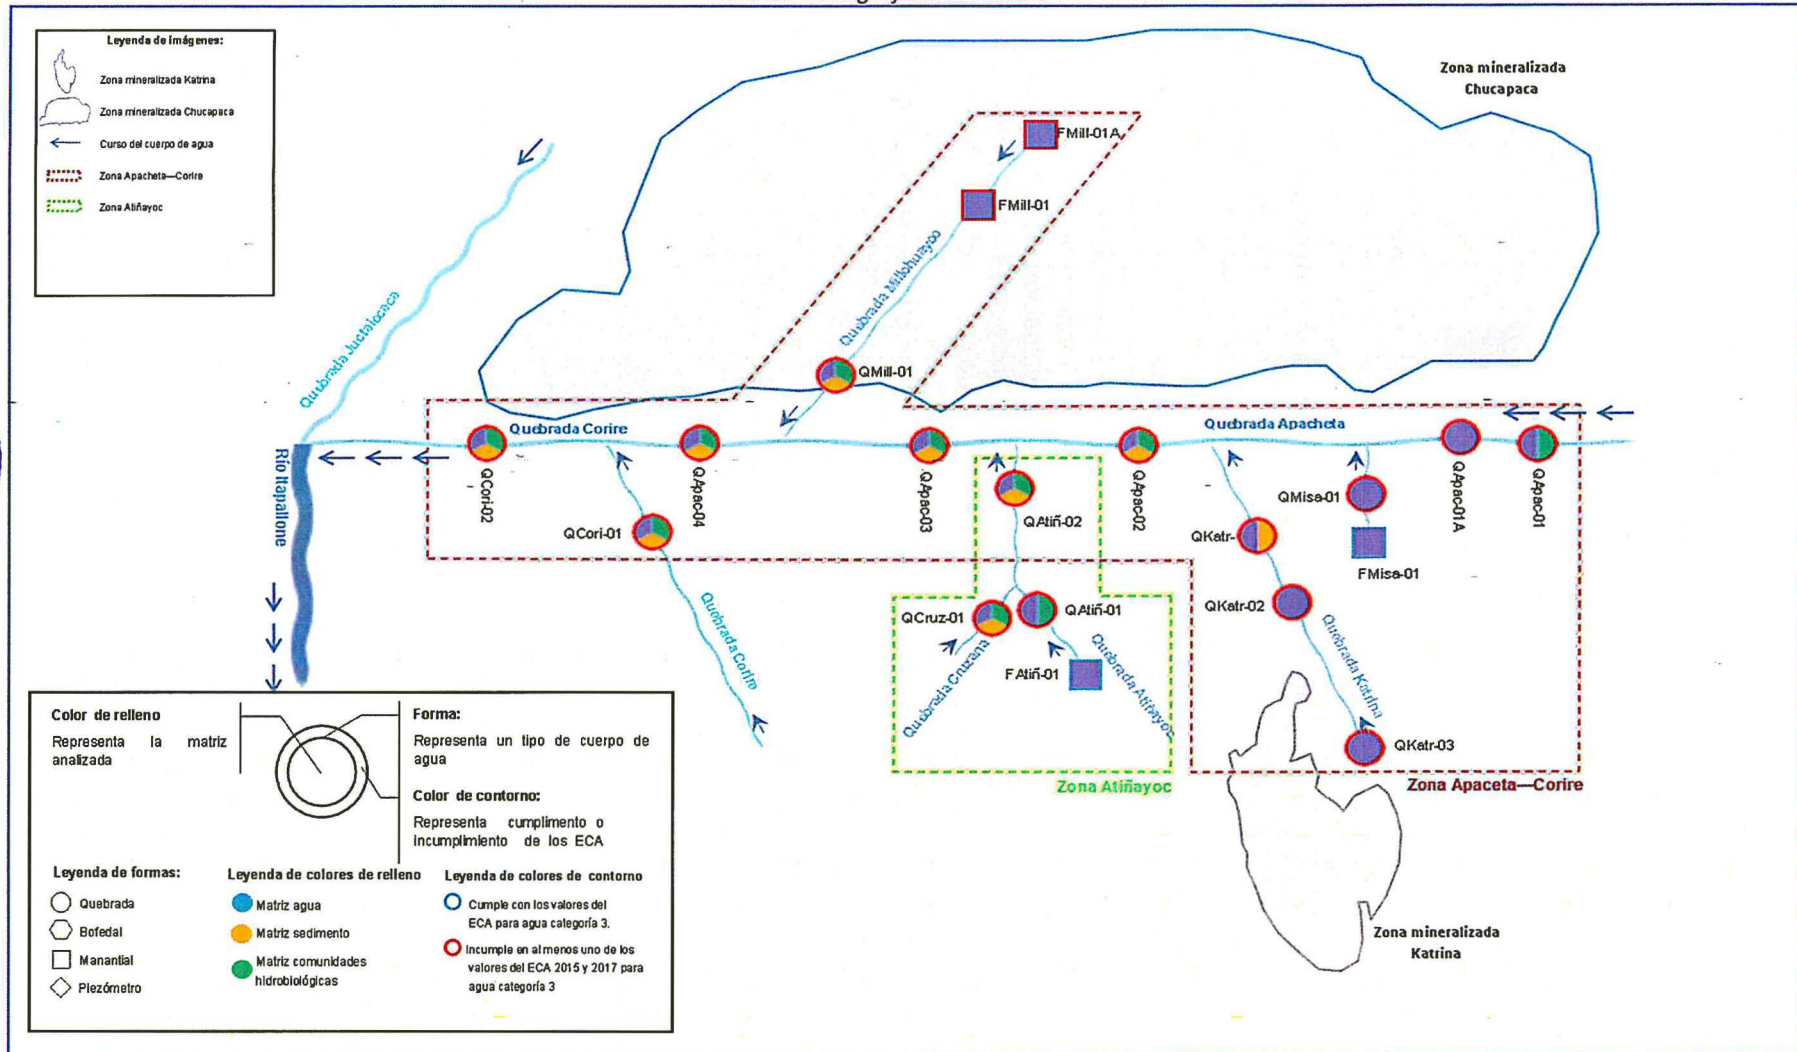 Leyenda de imágenes:
Zona mineralizada Katrina
Zona mineralizada Chucapaca
Curso del cuerpo de agua
Zona Apacheta—Corire
Zona Atiñayoc
Zona mineralizada
Chucapaca
FMill-01A
FMill-01
Quebrada Millohuayoc
QMill-01
Quebrada Juctalocaca
Quebrada Corire
Quebrada Apacheta
Río Itapallone
QCori-02
QApac-04
QApac-03
QApac-02
QApac-01A
QApac-01
QCori-01
QAtiñ-02
QMisa-01
QKatr-
FMisa-01
QKatr-02
QCruz-01
QAtiñ-01
FAtiñ-01
Quebrada Corire
Quebrada Cruzana
Quebrada Atiñayoc
Quebrada Katrina
QKatr-03
Zona Atiñayoc
Zona Apaceta—Corire
Zona mineralizada
Katrina
Color de relleno
Representa la matriz
analizada
Forma:
Representa un tipo de cuerpo de
agua
Color de contorno:
Representa cumplimento o
incumplimiento de los ECA
Leyenda de formas:
Quebrada
Bofedal
Manantial
Piezómetro
Leyenda de colores de relleno
Matriz agua
Matriz sedimento
Matriz comunidades
hidrobiológicas
Leyenda de colores de contorno
Cumple con los valores del
ECA para agua categoría 3.
Incumple en al menos uno de los
valores del ECA 2015 y 2017 para
agua categoría 3